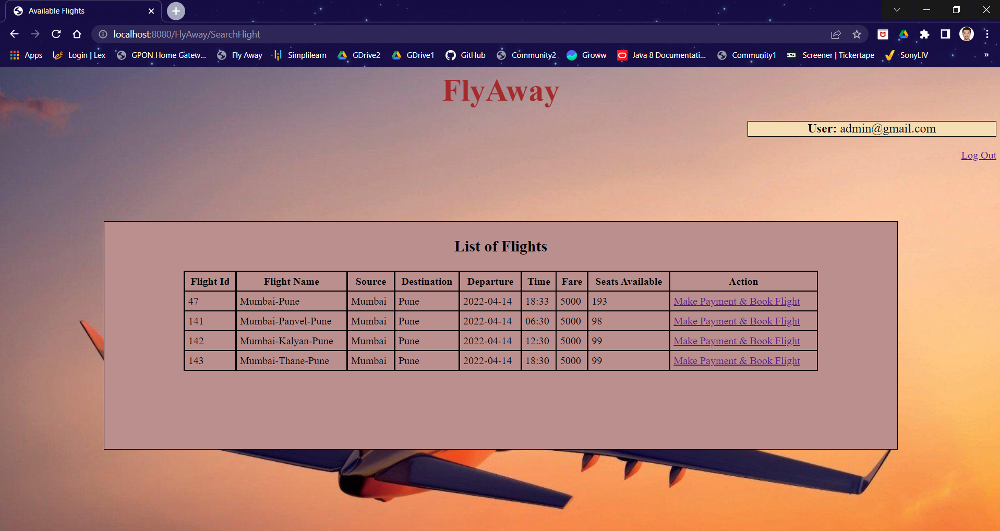 Available Flights
localhost:8080/FlyAway/SearchFlight
Apps Login | Lex GPON Home Gatew... Fly Away Simplilearn GDrive2 GDrive1 GitHub Community2 Groww Java 8 Documentati... Community1 Screener | Tickertape SonyLIV »
FlyAway
User: admin@gmail.com
Log Out
List of Flights
Flight Id Flight Name Source Destination Departure Time Fare Seats Available Action
47 Mumbai-Pune Mumbai Pune 2022-04-14 18:33 5000 193 Make Payment & Book Flight
141 Mumbai-Panvel-Pune Mumbai Pune 2022-04-14 06:30 5000 98 Make Payment & Book Flight
142 Mumbai-Kalyan-Pune Mumbai Pune 2022-04-14 12:30 5000 99 Make Payment & Book Flight
143 Mumbai-Thane-Pune Mumbai Pune 2022-04-14 18:30 5000 99 Make Payment & Book Flight